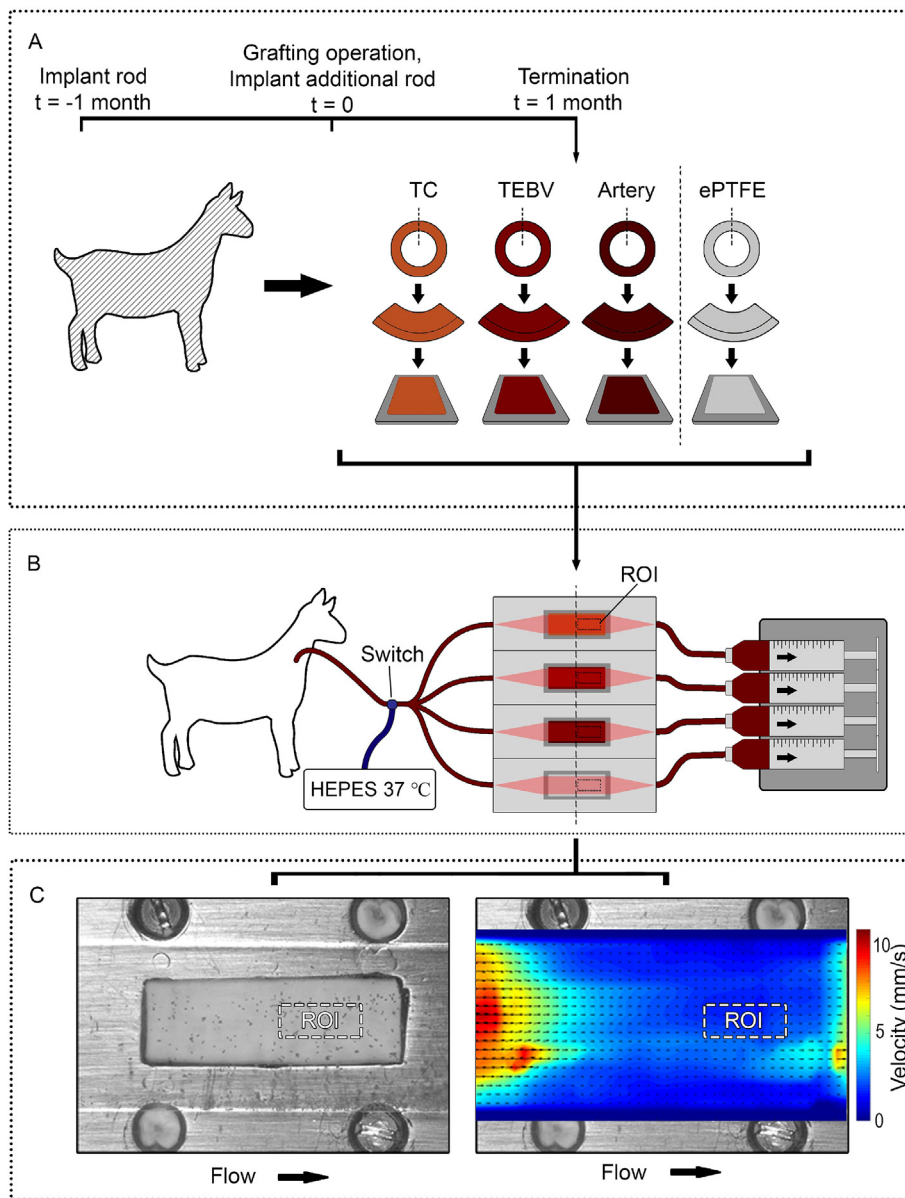 A
Implant rod
t = -1 month
Grafting operation,
Implant additional rod
t = 0
Termination
t = 1 month
TC
TEBV
Artery
ePTFE
B
ROI
Switch
HEPES 37 ℃
C
ROI
ROI
10
5
0
Velocity (mm/s)
Flow
Flow